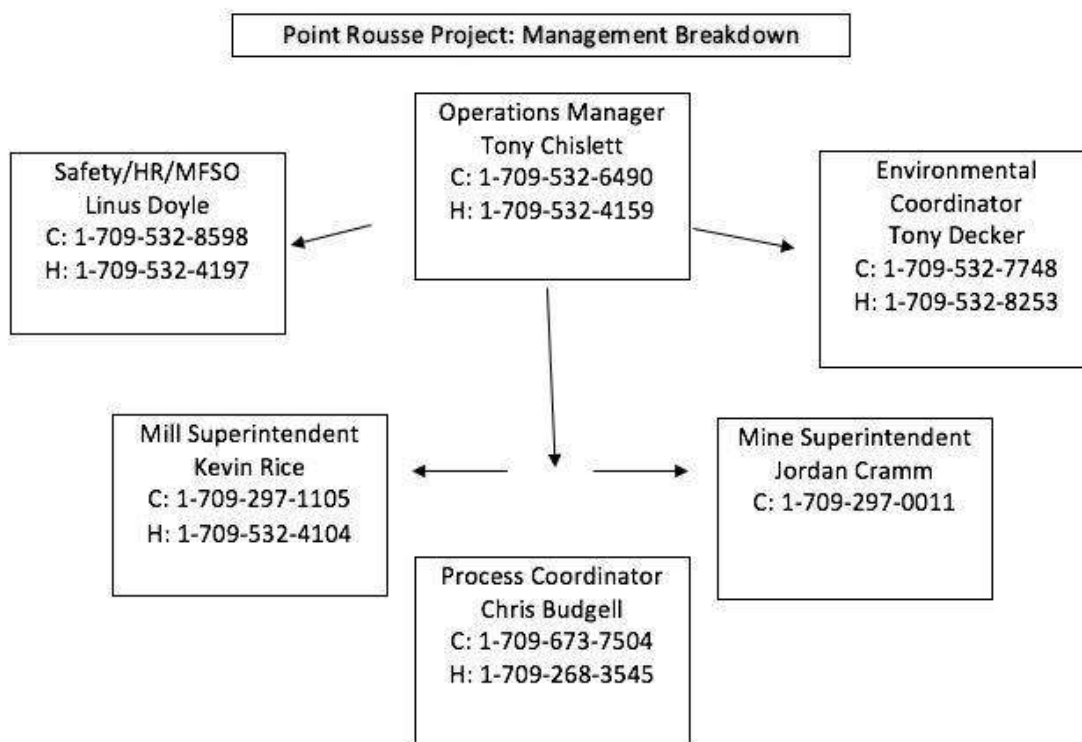 Point Rousse Project: Management Breakdown
Operations Manager
Tony Chislett
C: 1-709-532-6490
H: 1-709-532-4159
Safety/HR/MFSO
Linus Doyle
C: 1-709-532-8598
H: 1-709-532-4197
Environmental
Coordinator
Tony Decker
C: 1-709-532-7748
H: 1-709-532-8253
Mill Superintendent
Kevin Rice
C: 1-709-297-1105
H: 1-709-532-4104
Mine Superintendent
Jordan Cramm
C: 1-709-297-0011
Process Coordinator
Chris Budgell
C: 1-709-673-7504
H: 1-709-268-3545